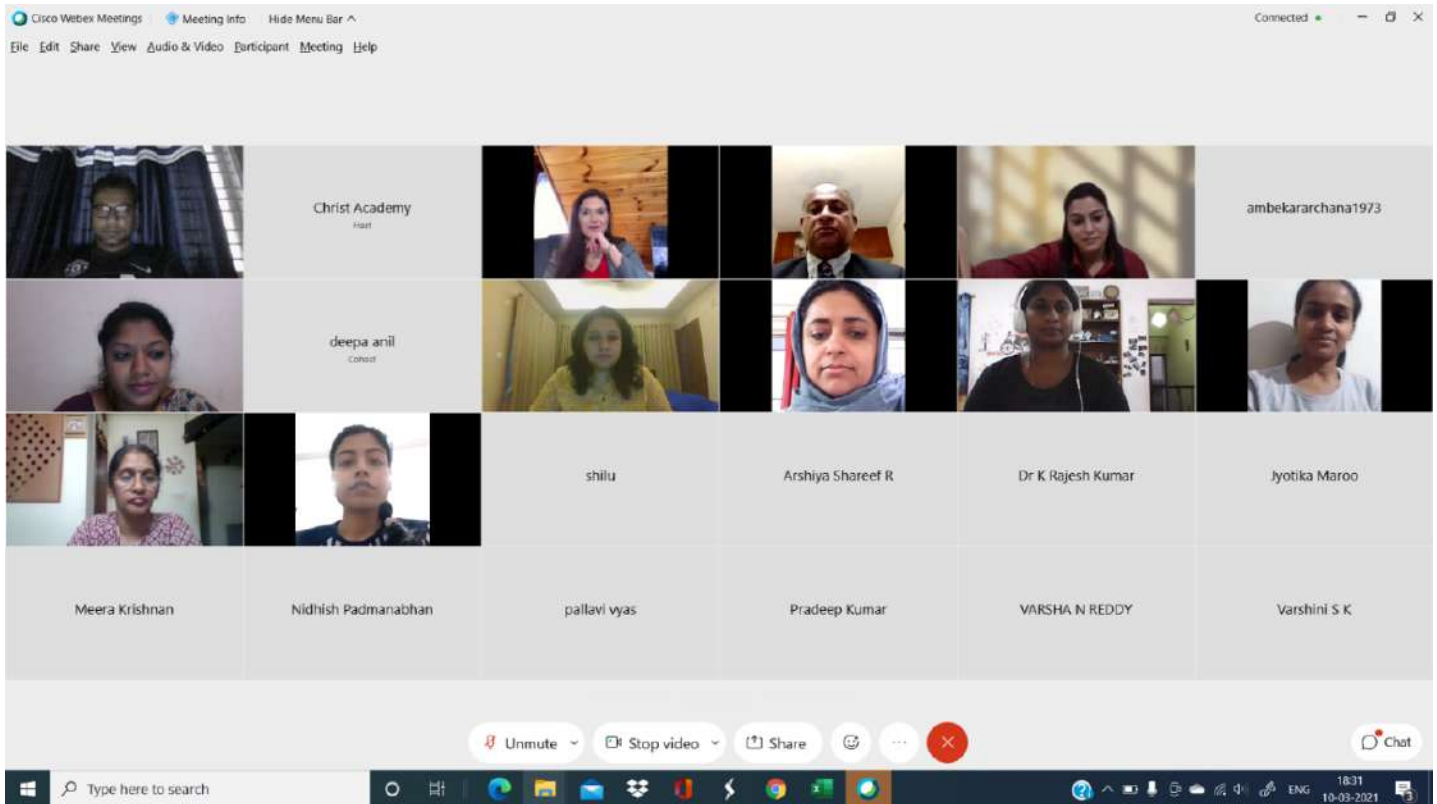 Cisco Webex Meetings Meeting Info Hide Menu Bar Connected
File Edit Share View Audio & Video Participant Meeting Help
Christ Academy
Host
ambekararchana1973
deepa anil
Cohost
shilu
Arshiya Shareef R
Dr K Rajesh Kumar
Jyotika Maroo
Meera Krishnan
Nidhish Padmanabhan
pallavi vyas
Pradeep Kumar
VARSHA N REDDY
Varshini S K
Unmute Stop video Share Chat
Type here to search
ENG
18:31
10-03-2021
3